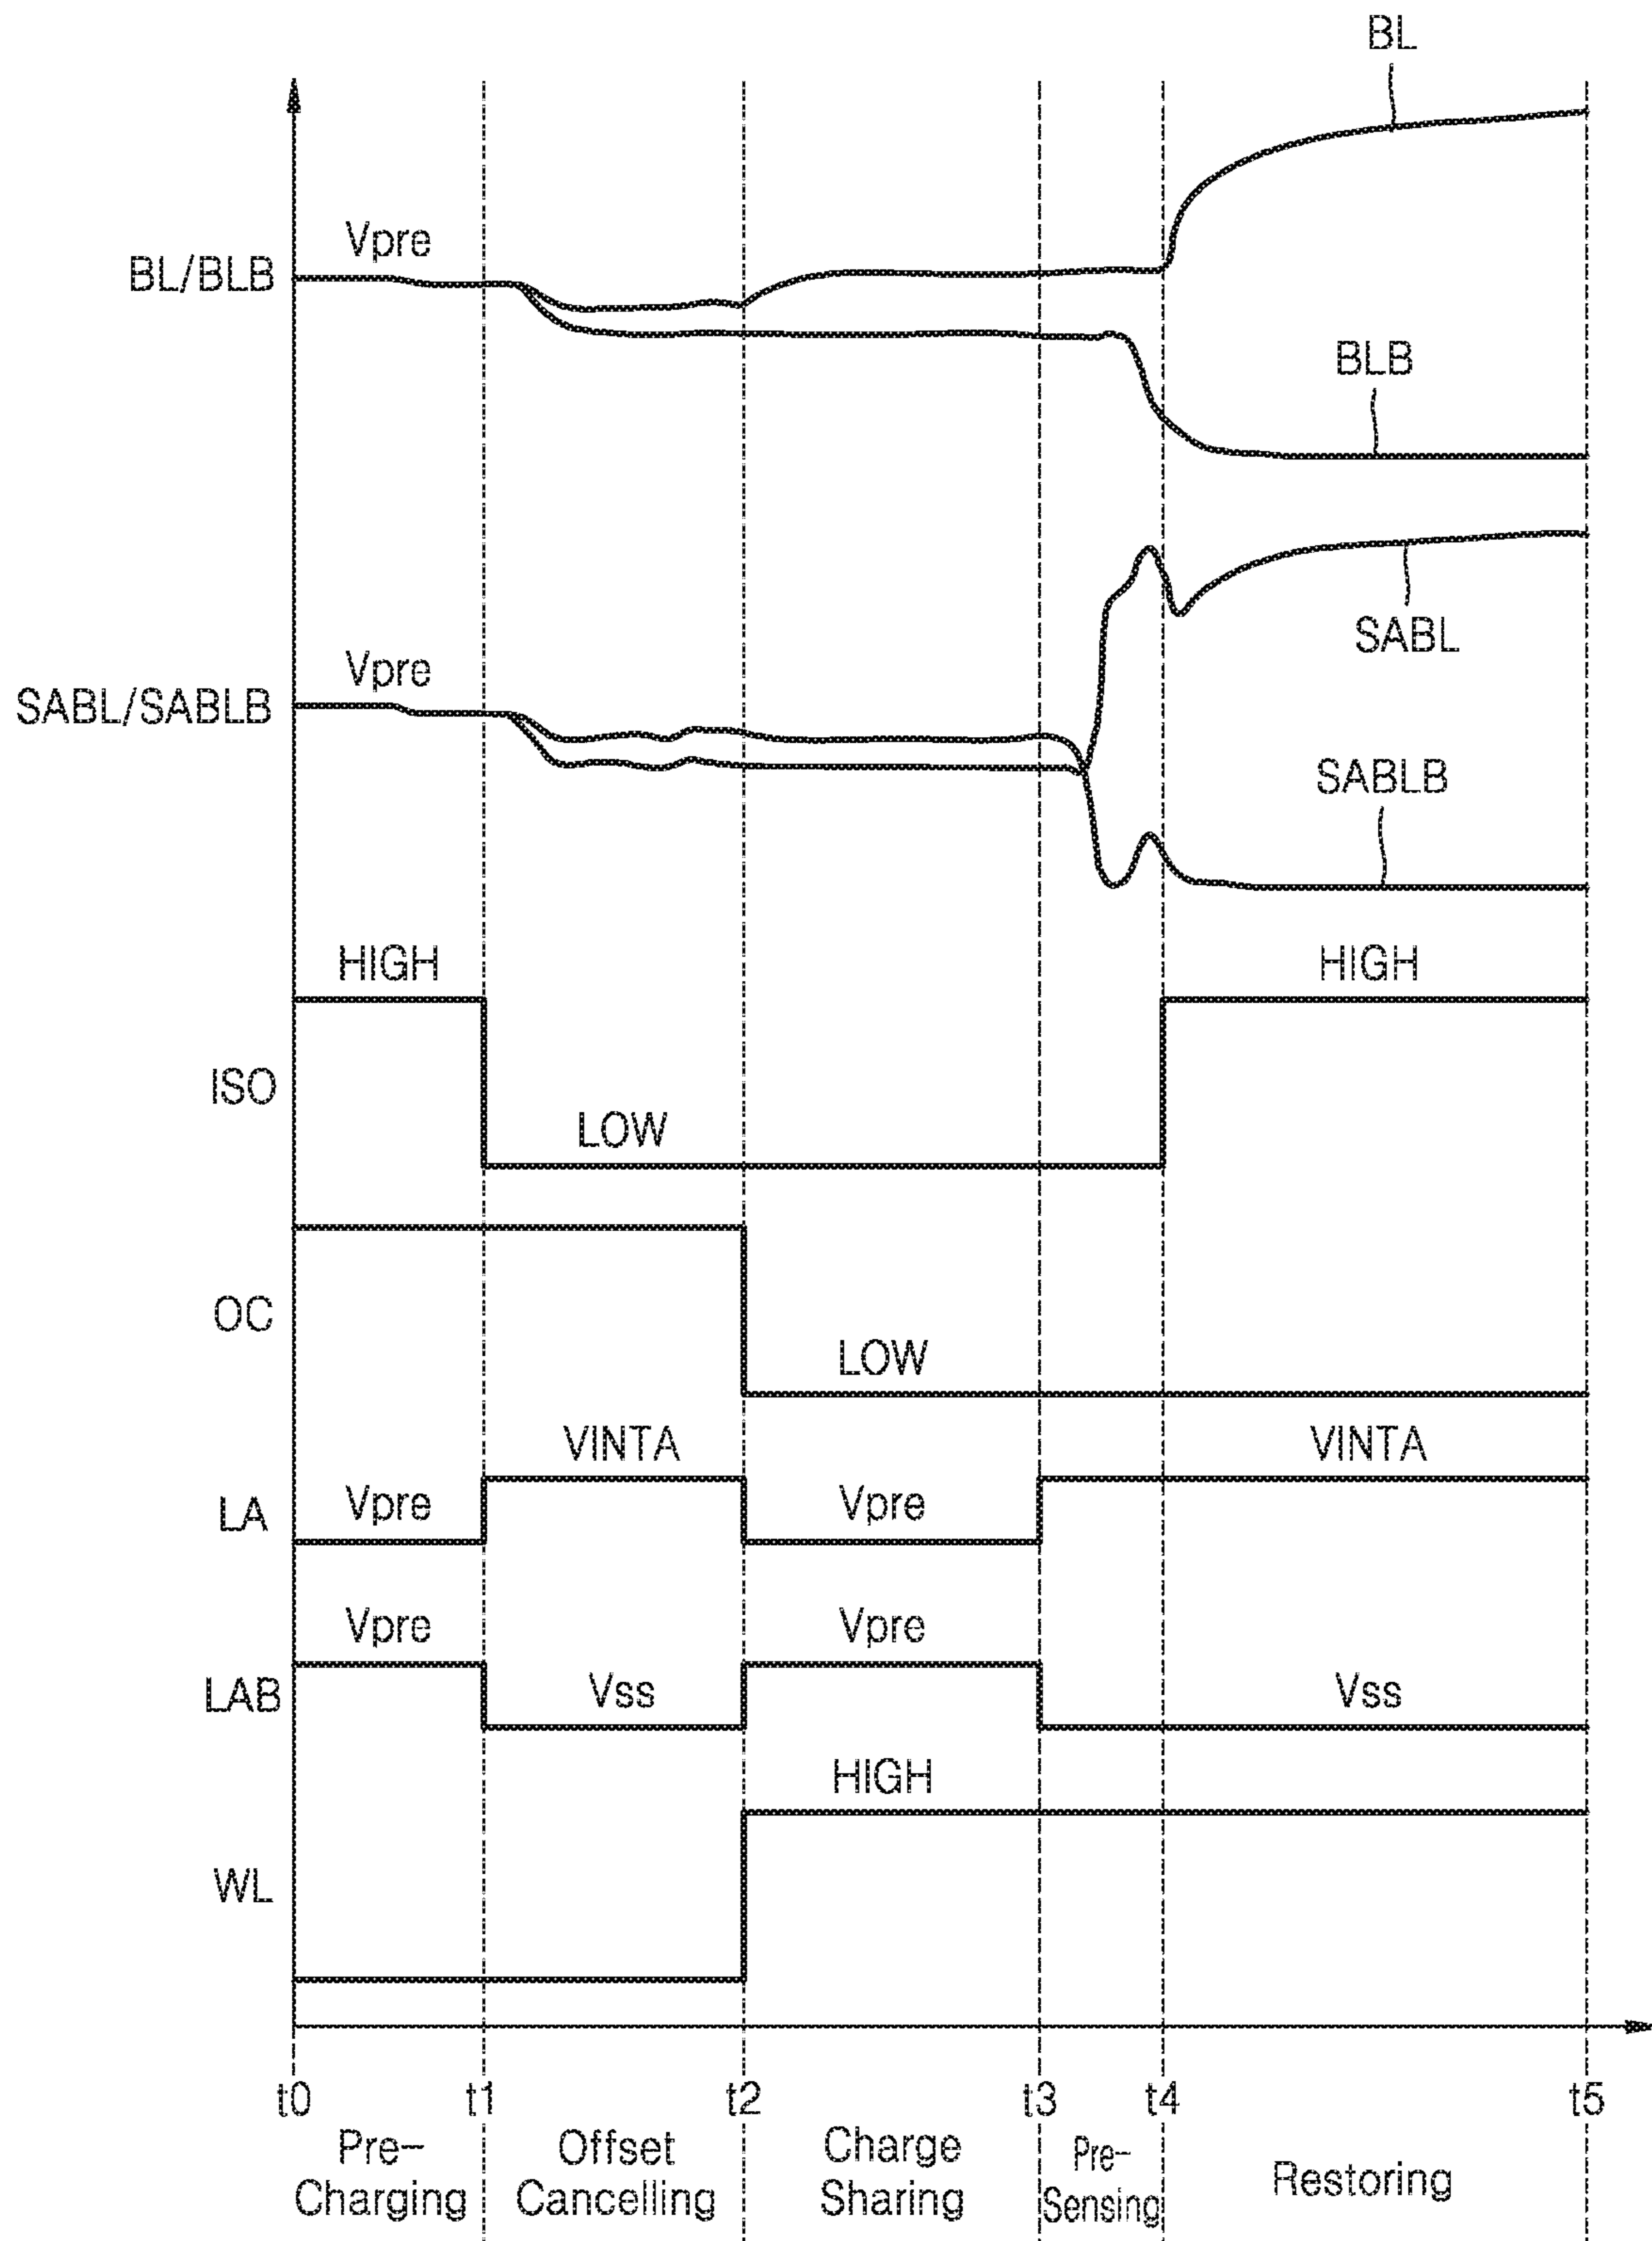 BL
Vpre
BL/BLB
BLB
SABL
Vpre
SABL/SABLB
SABLB
HIGH
HIGH
ISO
LOW
OC
LOW
VINTA
VINTA
LA
Vpre
Vpre
Vpre
Vpre
LAB
Vss
Vss
HIGH
WL
t0
t1
t2
t3
t4
t5
Pre-
Charging
Offset
Cancelling
Charge
Sharing
Pre-
Sensing
Restoring